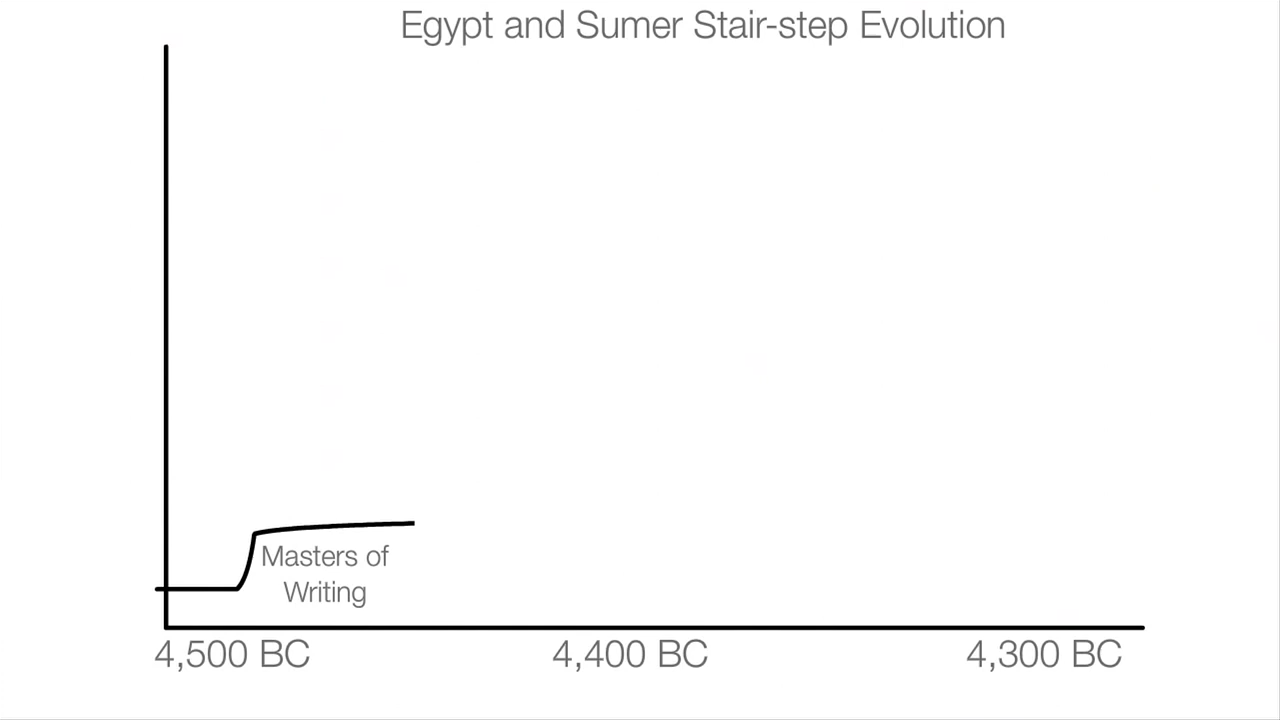 Egypt and Sumer Stair-step Evolution
Masters of
Writing
4,500 BC
4,400 BC
4,300 BC